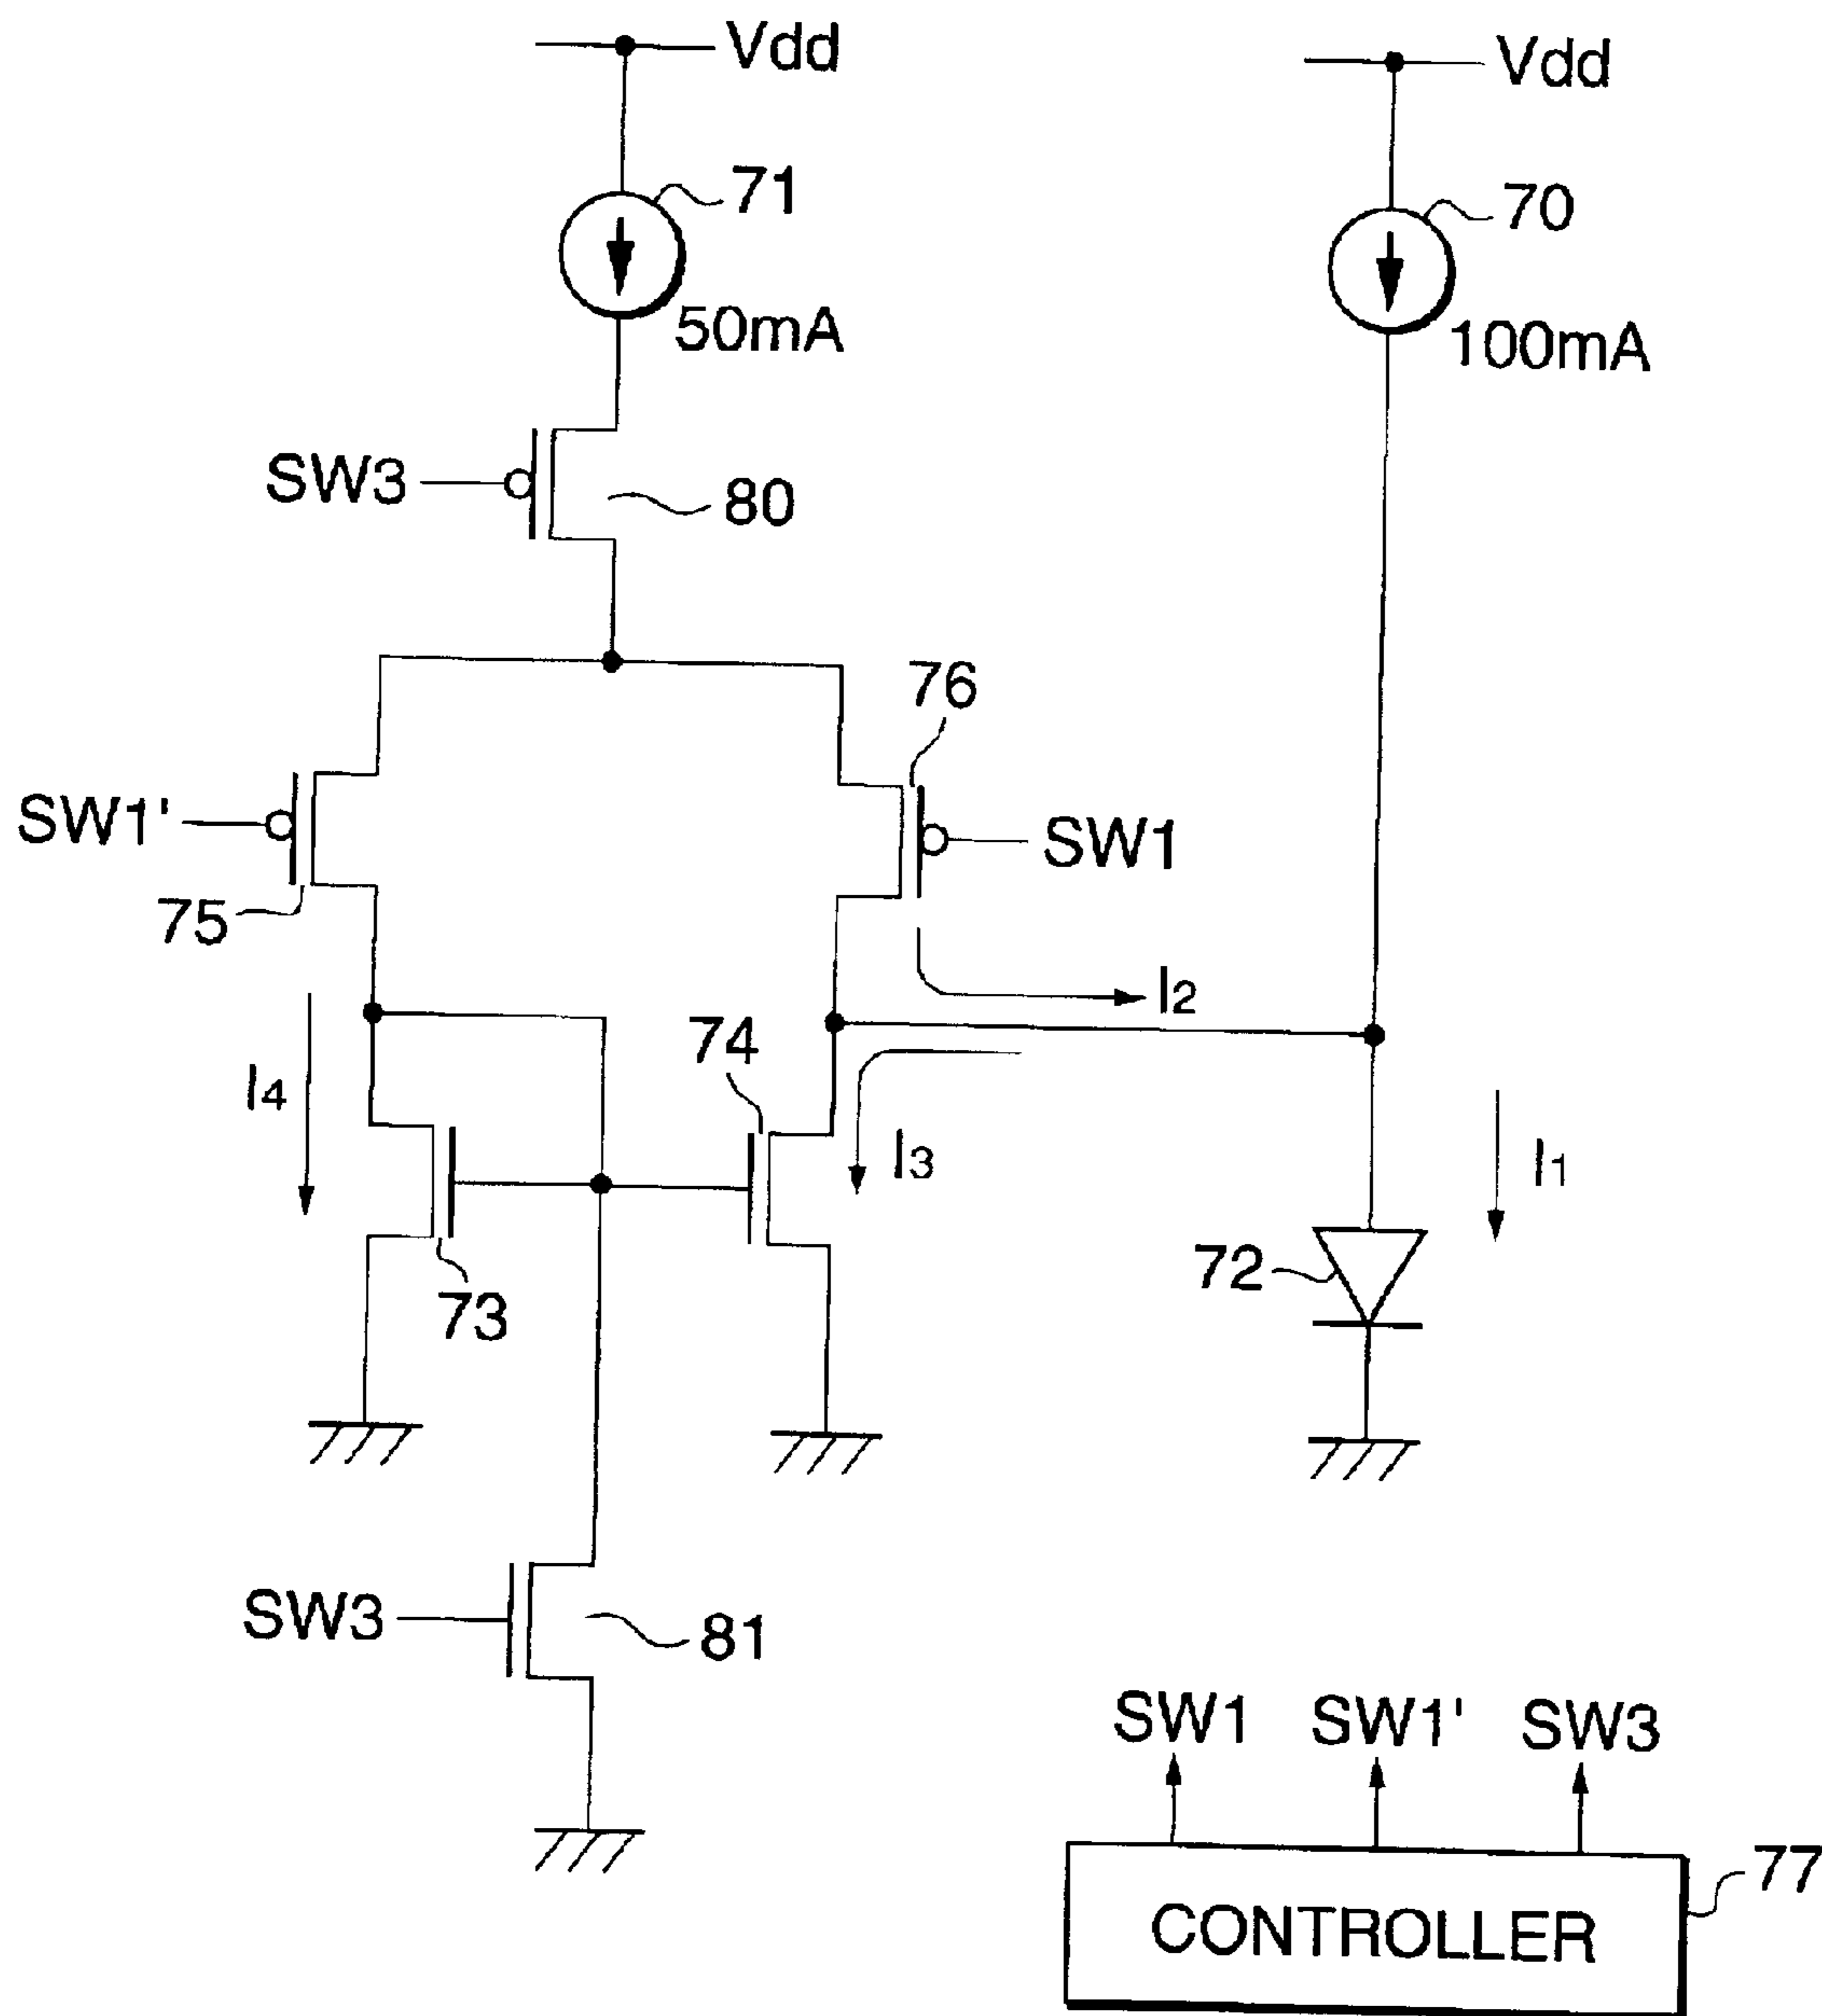 Vdd
Vdd
71
70
50mA
100mA
SW3
80
76
SW1'
SW1
75
I2
74
I4
I3
I1
72
73
SW3
81
SW1
SW1'
SW3
77
CONTROLLER